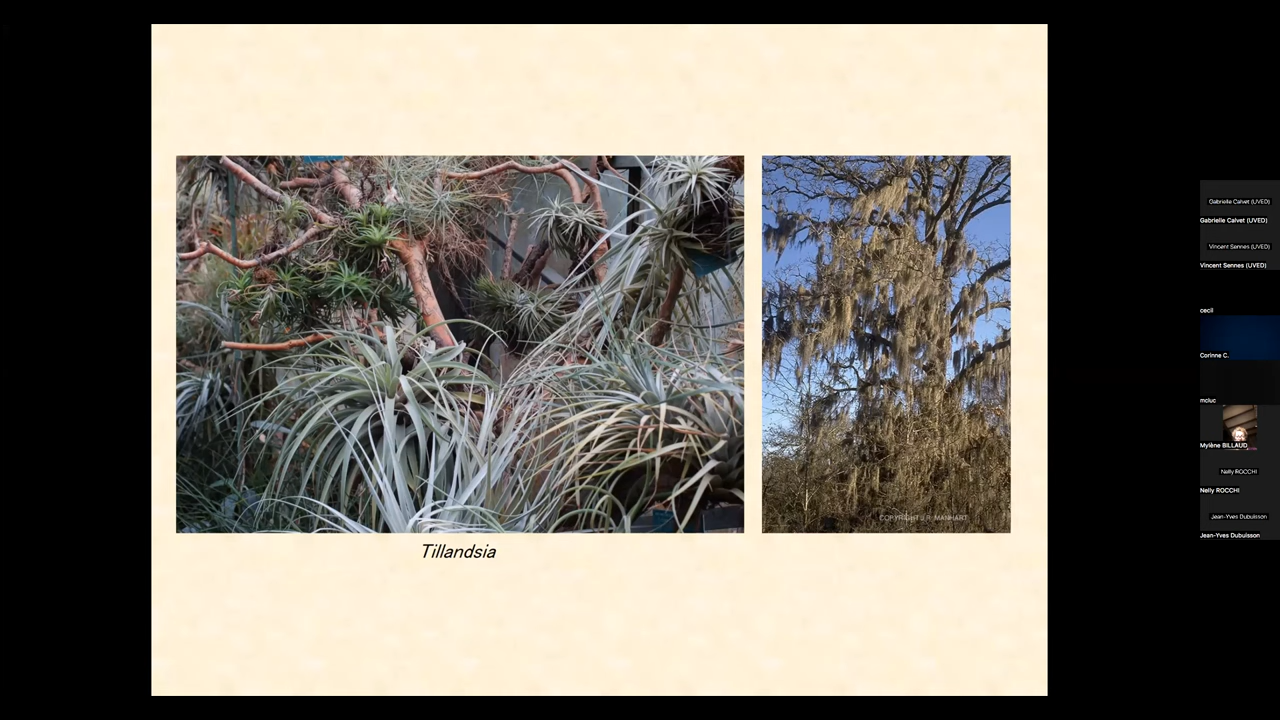 Tillandsia
COPYRIGHT J.R. MANHART
Gabrielle Calvet (UVED)
Gabrielle Calvet (UVED)
Vincent Sennes (UVED)
Vincent Sennes (UVED)
cecil
Corinne C.
mcluc
Mylène BILLAUD
Nelly ROCCHI
Nelly ROCCHI
Jean-Yves Dubuisson
Jean-Yves Dubuisson